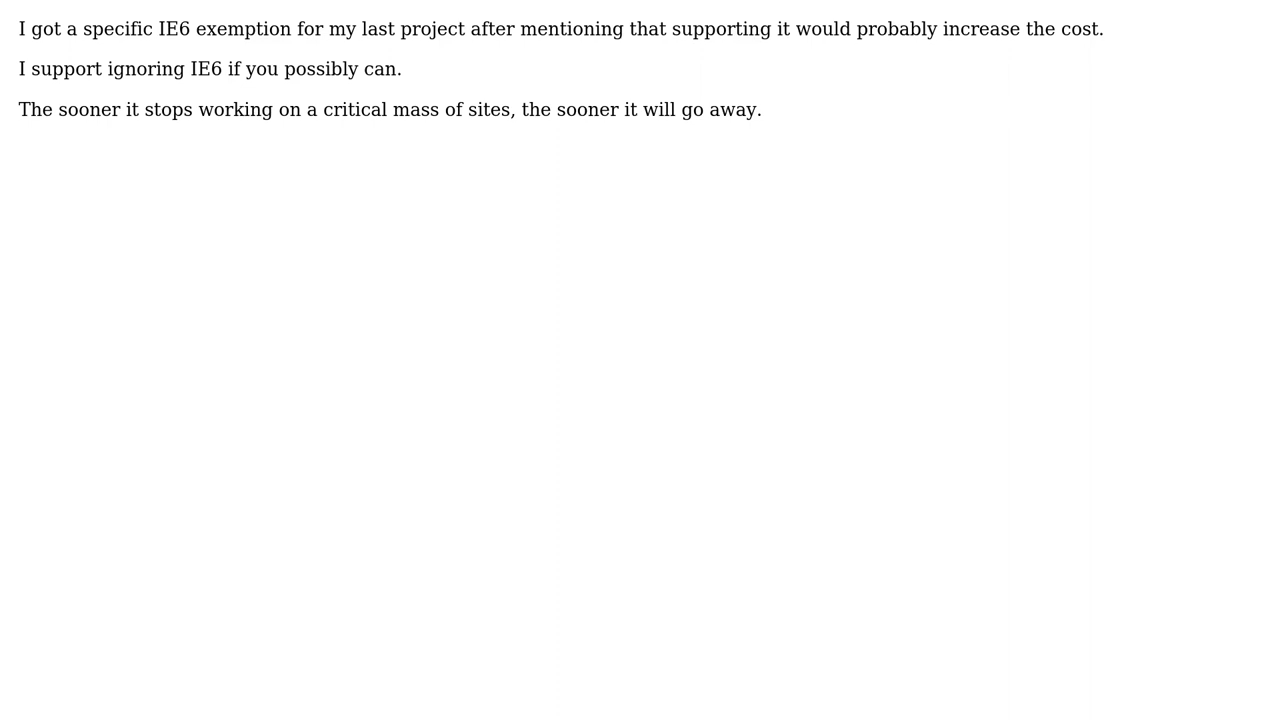 I got a specific IE6 exemption for my last project after mentioning that supporting it would probably increase the cost.
I support ignoring IE6 if you possibly can.
The sooner it stops working on a critical mass of sites, the sooner it will go away.